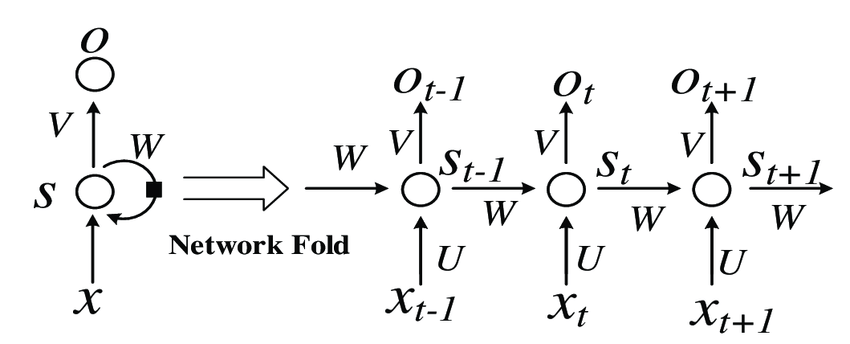 O
V
W
S
Network Fold
x
O_{t-1} O_t O_{t+1}
W V V V
S_{t-1} S_t S_{t+1}
W W W
U U U
x_{t-1} x_t x_{t+1}